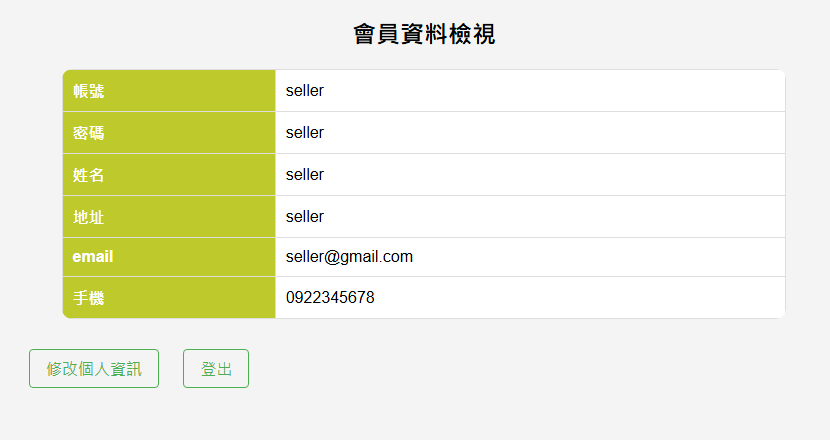 會員資料檢視
帳號 seller
密碼 seller
姓名 seller
地址 seller
email seller@gmail.com
手機 0922345678
修改個人資訊 登出